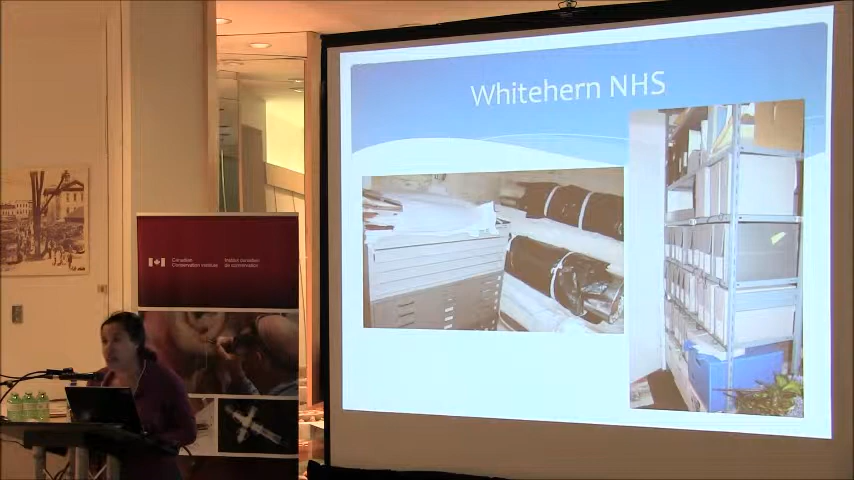 Whitehern NHS
Canadian Institut canadien
Conservation Institute de conservation